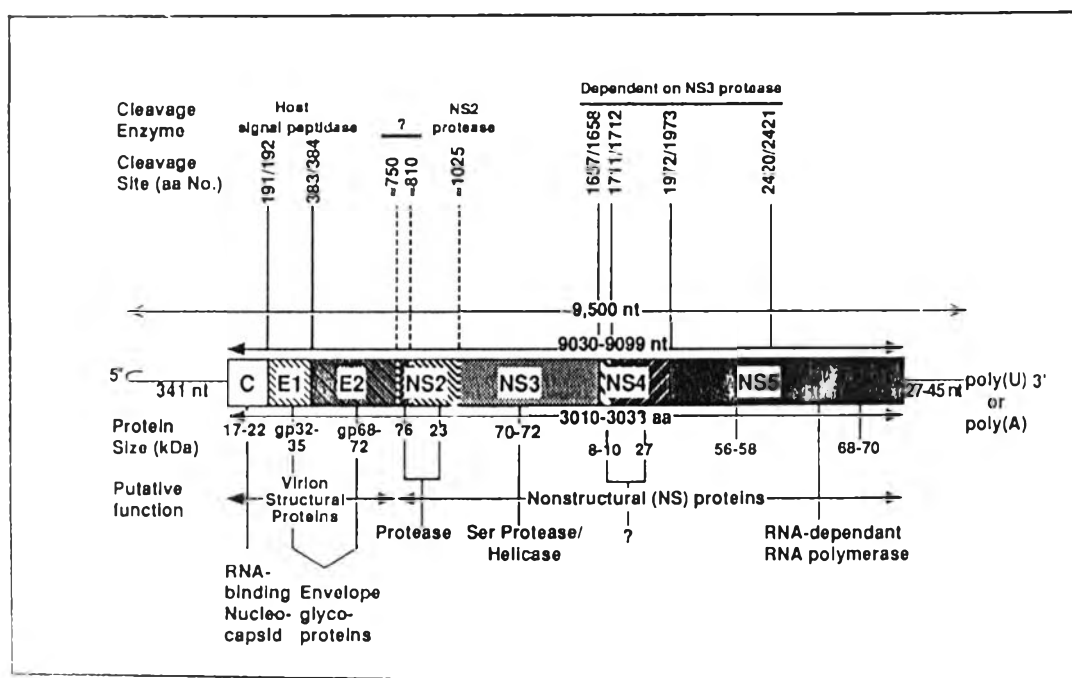 Dependent on NS3 protease
Cleavage Enzyme
Host signal peptidase
?
NS2 protease
Cleavage Site (aa No.)
191/192
383/384
≈750
≈810
≈1025
1657/1658
1711/1712
1972/1973
2420/2421
9,500 nt
9030-9099 nt
5'
341 nt
C
E1
E2
NS2
NS3
NS4
NS5
27-45 nt
poly(U) 3'
or
poly(A)
3010-3033 aa
Protein Size (kDa)
17-22
gp32-35
gp68-72
?6
23
70-72
8-10
27
56-58
68-70
Putative function
Virion Structural Proteins
Nonstructural (NS) proteins
Protease
Ser Protease/
Helicase
?
RNA-dependant
RNA polymerase
RNA-binding Nucleo-capsid
Envelope glyco-proteins